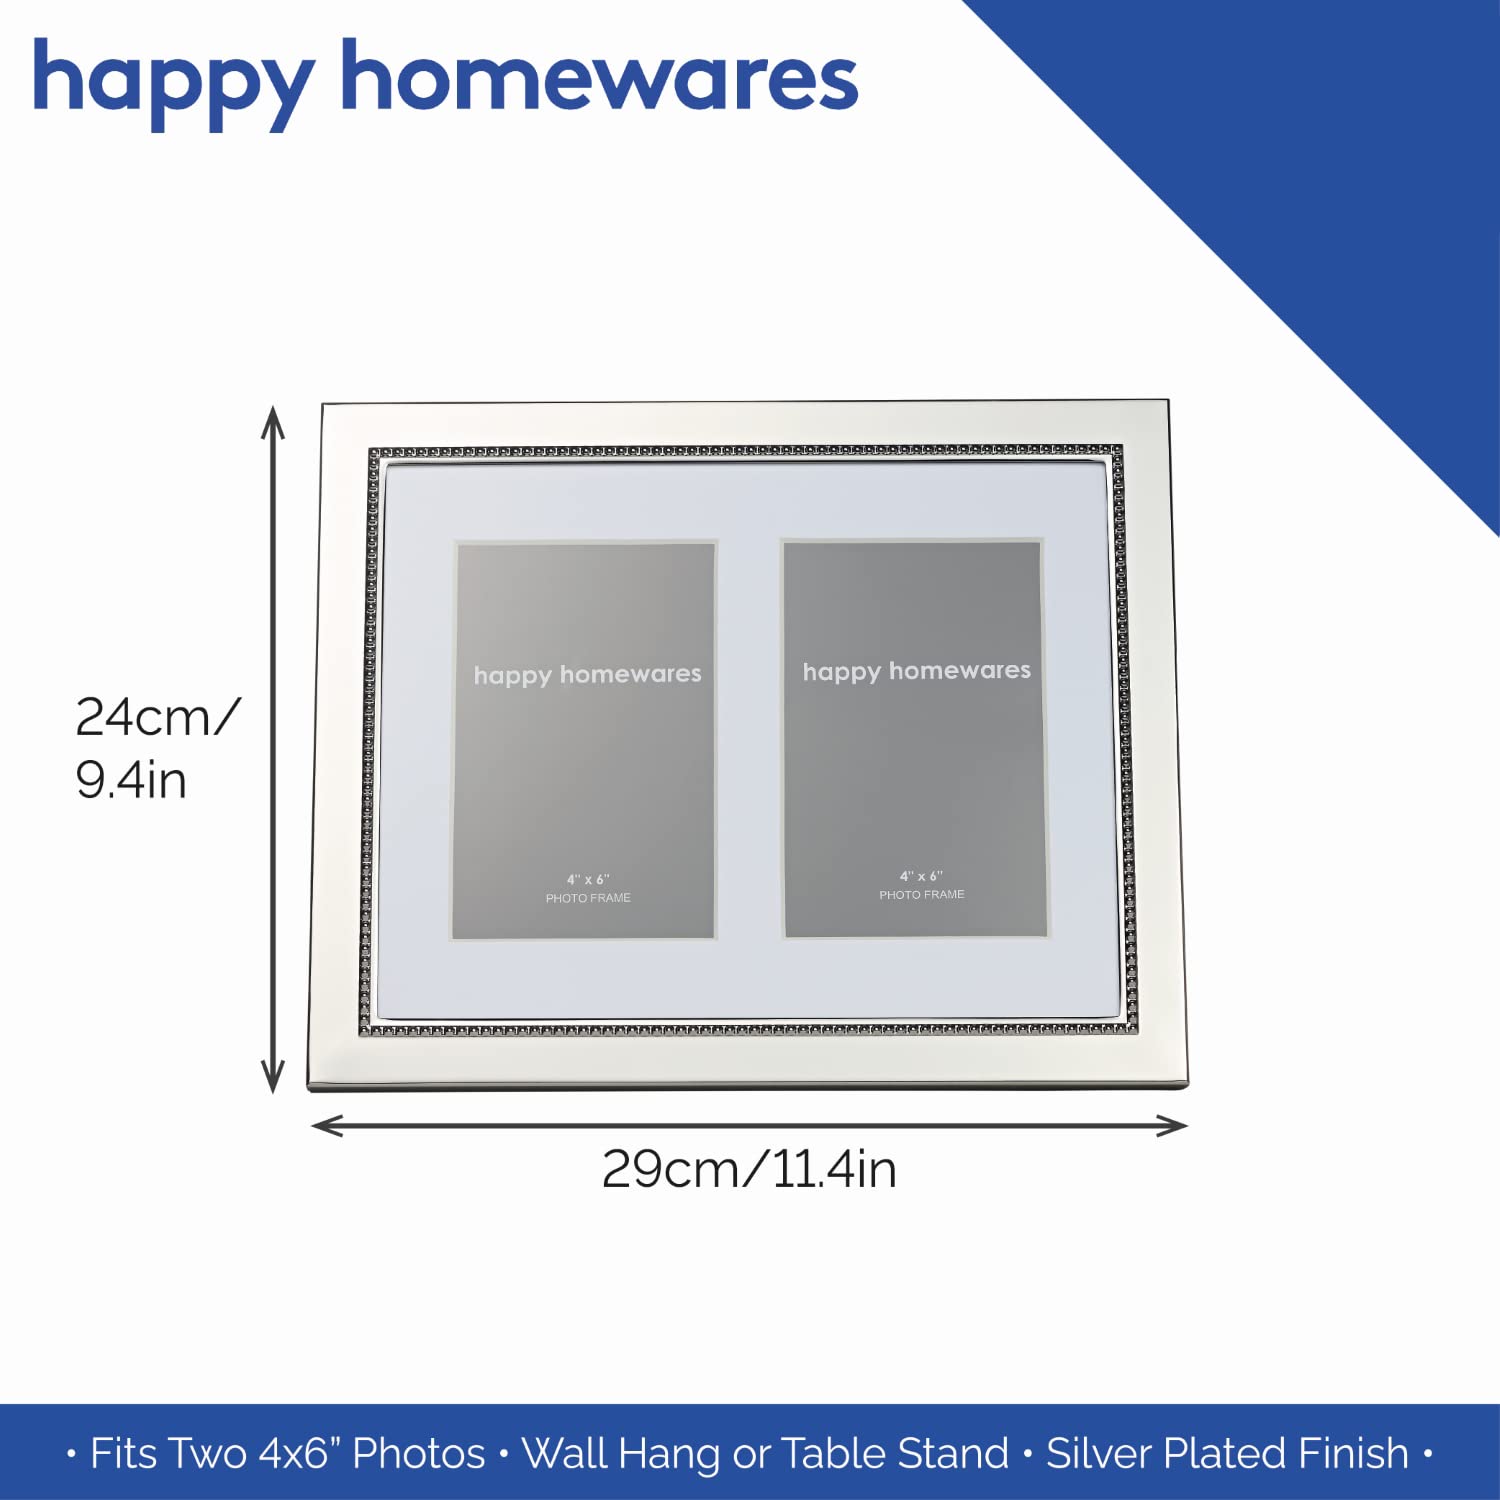 happy homewares
24cm/
9.4in
happy homewares
4" x 6"
PHOTO FRAME
happy homewares
4" x 6"
PHOTO FRAME
29cm/11.4in
• Fits Two 4x6” Photos • Wall Hang or Table Stand • Silver Plated Finish •